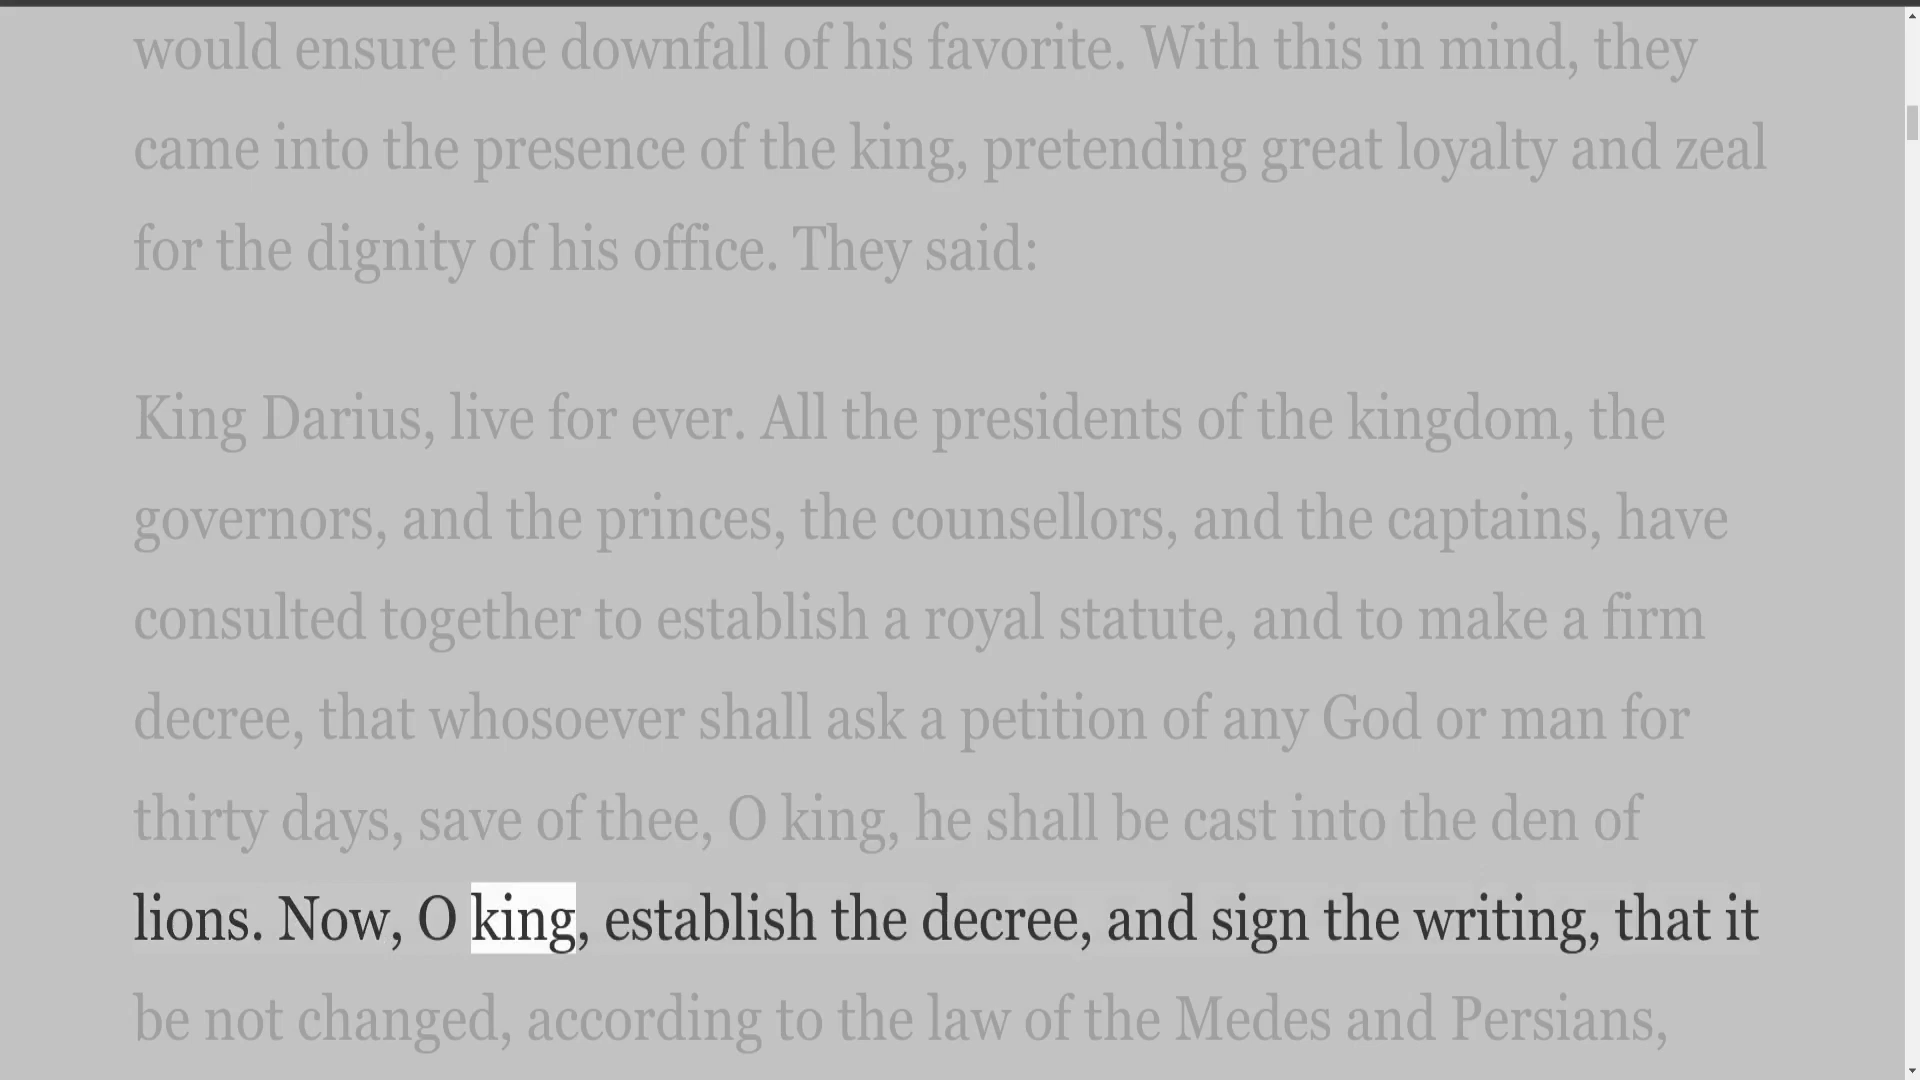 would ensure the downfall of his favorite. With this in mind, they
came into the presence of the king, pretending great loyalty and zeal
for the dignity of his office. They said:
King Darius, live for ever. All the presidents of the kingdom, the
governors, and the princes, the counsellors, and the captains, have
consulted together to establish a royal statute, and to make a firm
decree, that whosoever shall ask a petition of any God or man for
thirty days, save of thee, O king, he shall be cast into the den of
lions. Now, O king, establish the decree, and sign the writing, that it
be not changed, according to the law of the Medes and Persians,